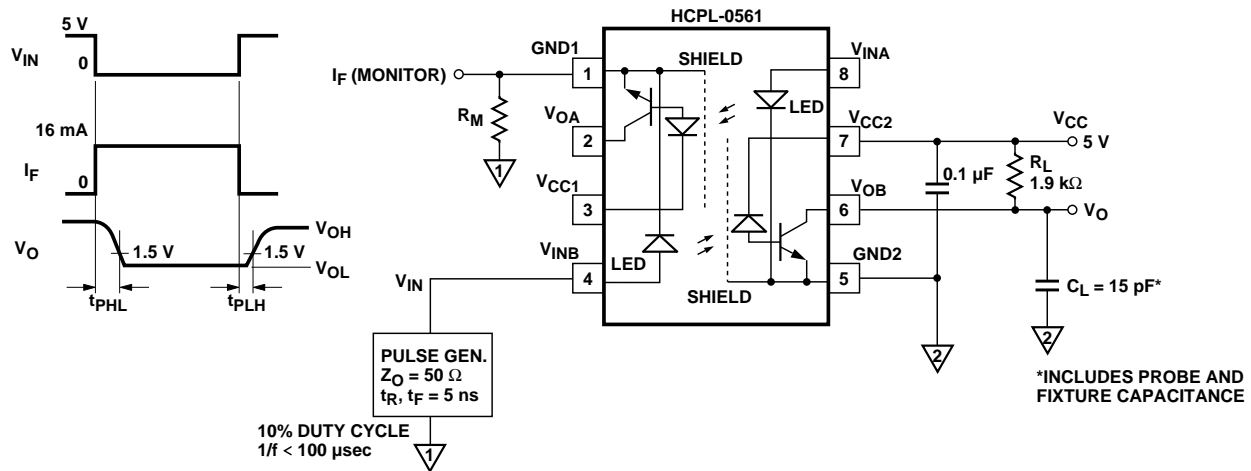 HCPL-0561
5 V
V_IN
0
16 mA
I_F
0
V_O
1.5 V
1.5 V
V_OH
V_OL
t_PHL
t_PLH
I_F (MONITOR)
R_M
1
GND1
1
V_OA
2
V_CC1
3
V_INB
4
LED
SHIELD
SHIELD
LED
V_INA
8
V_CC2
7
V_OB
6
GND2
5
V_CC
5 V
0.1 µF
R_L
1.9 kΩ
V_O
C_L = 15 pF*
2
2
*INCLUDES PROBE AND
FIXTURE CAPACITANCE
V_IN
PULSE GEN.
Z_O = 50 Ω
t_R, t_F = 5 ns
10% DUTY CYCLE
1/f < 100 µsec
1